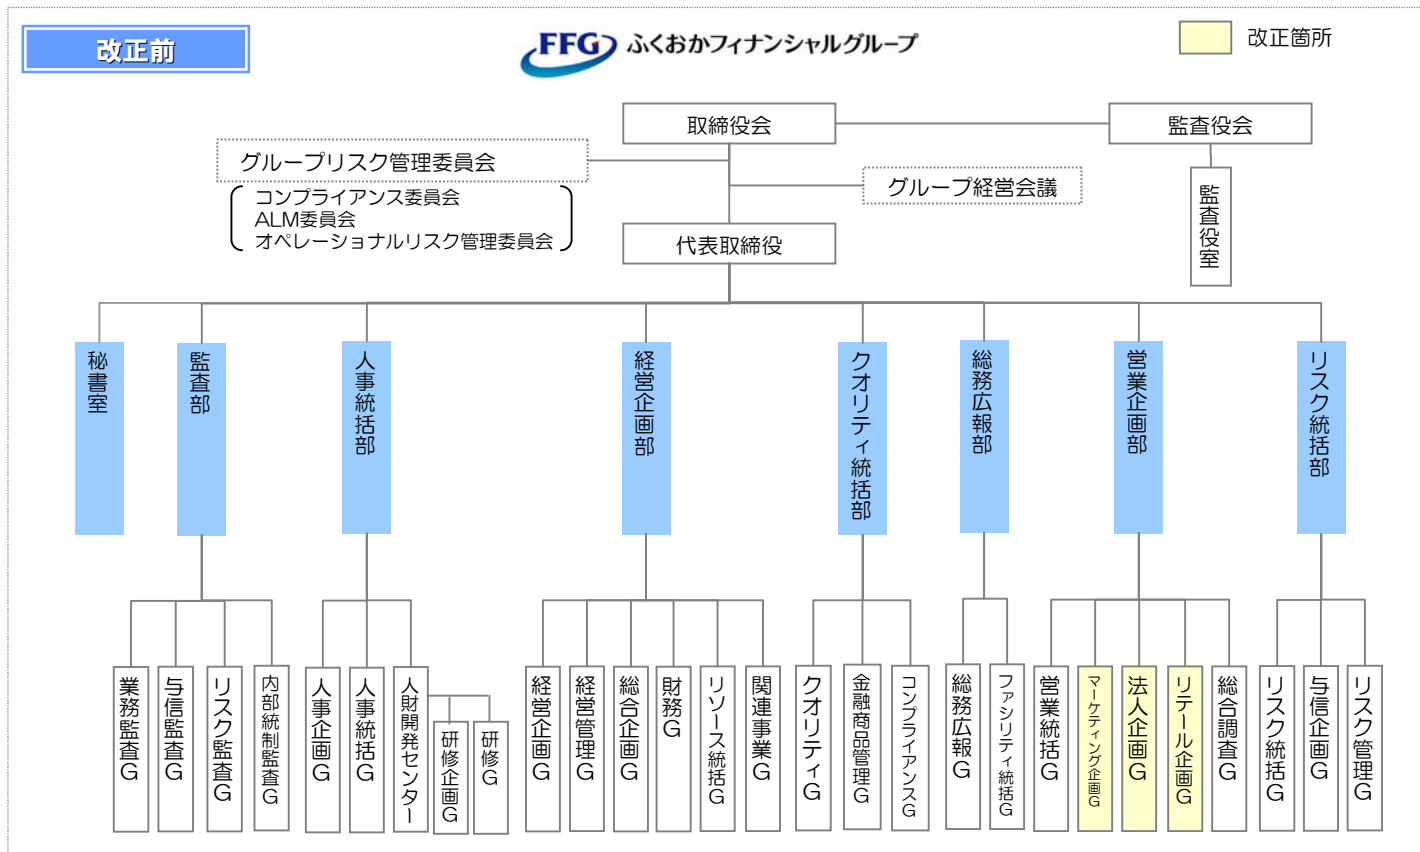 改正前
FFG ふくおかフィナンシャルグループ
改正箇所
取締役会
監査役会
グループリスク管理委員会
コンプライアンス委員会
ALM委員会
オペレーショナルリスク管理委員会
グループ経営会議
監査役室
代表取締役
秘書室
監査部
人事統括部
経営企画部
クオリティ統括部
総務広報部
営業企画部
リスク統括部
業務監査G
与信監査G
リスク監査G
内部統制監査G
人事企画G
人事統括G
人財開発センター
研修企画G
研修G
経営企画G
経営管理G
総合企画G
財務G
リソース統括G
関連事業G
クオリティG
金融商品管理G
コンプライアンスG
総務広報G
ファシリティ統括G
営業統括G
マーケティング企画G
法人企画G
リテール企画G
総合調査G
リスク統括G
与信企画G
リスク管理G